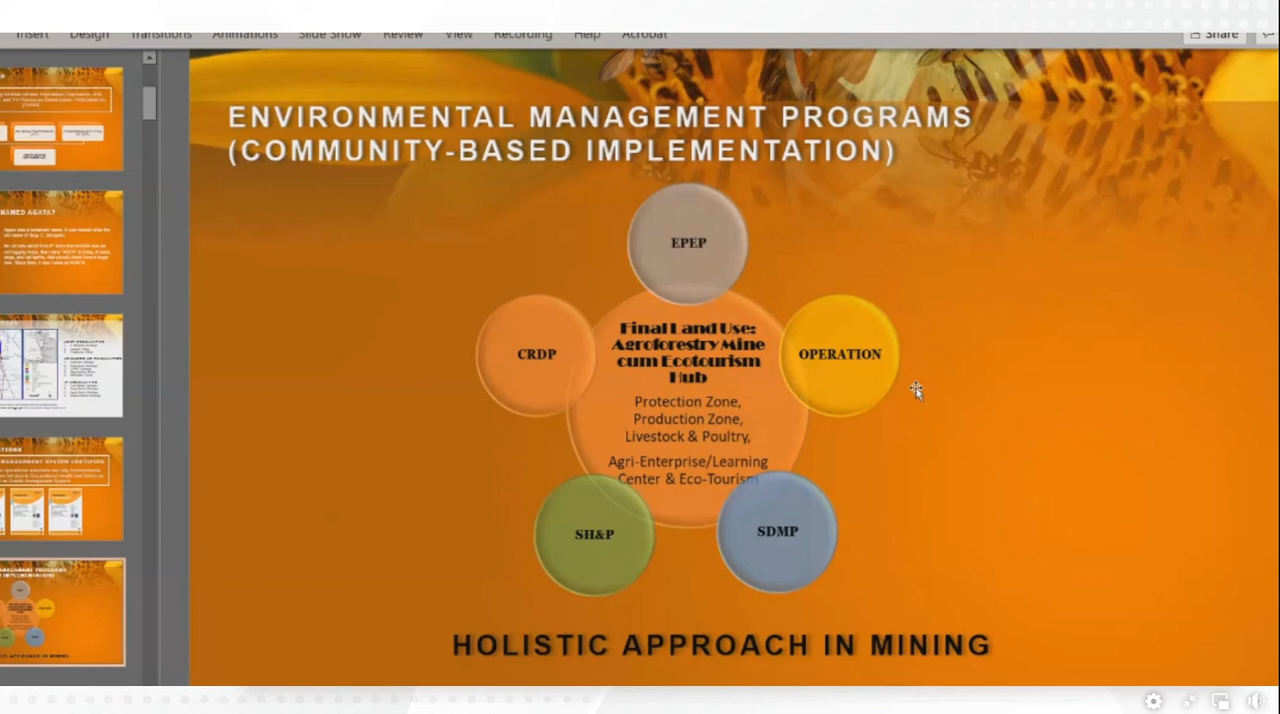 Insert Design Transitions Animations Slide Show Review View Recording Help Acrobat Share
NAMED AGATA?
ENVIRONMENTAL MANAGEMENT PROGRAMS
(COMMUNITY-BASED IMPLEMENTATION)
EPEP
CRDP
Final Land Use:
Agroforestry Mine
cum Ecotourism
Hub
OPERATION
Protection Zone,
Production Zone,
Livestock & Poultry,
Agri-Enterprise/Learning
Center & Eco-Tourism
SH&P
SDMP
HOLISTIC APPROACH IN MINING